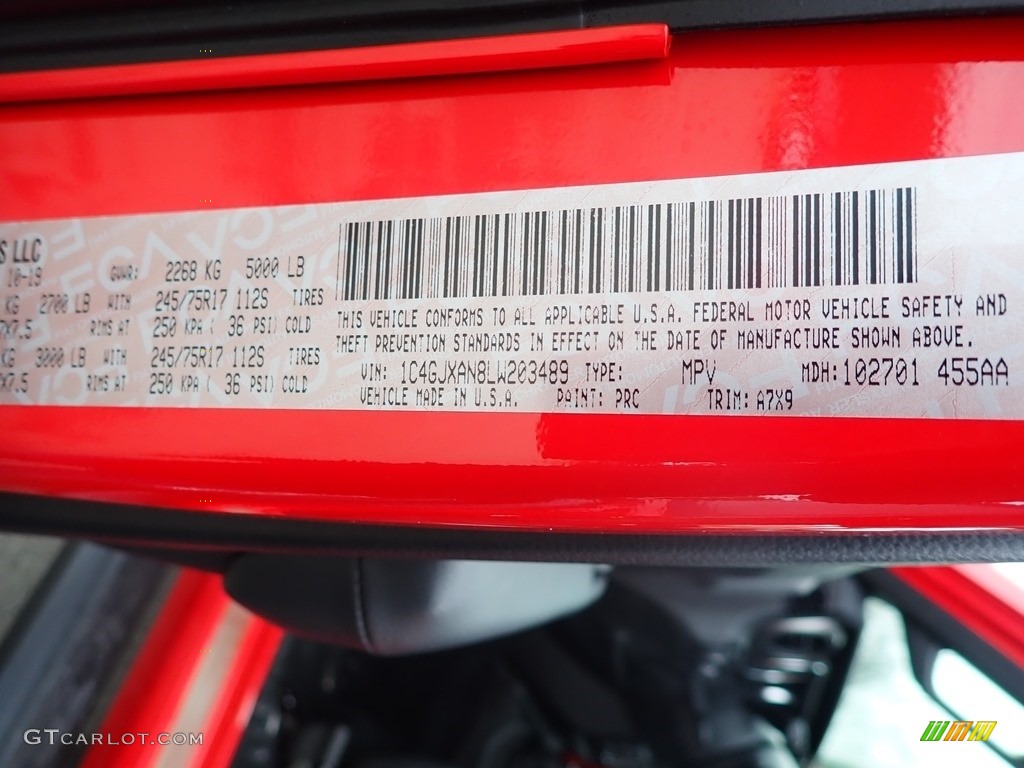 S LLC
10-19 GVWR: 2268 KG 5000 LB
KG 2700 LB WITH 245/75R17 112S TIRES
X7.5 RIMS AT 250 KPA ( 36 PSI) COLD
KG 3000 LB WITH 245/75R17 112S TIRES
X7.5 RIMS AT 250 KPA ( 36 PSI) COLD
THIS VEHICLE CONFORMS TO ALL APPLICABLE U.S.A. FEDERAL MOTOR VEHICLE SAFETY AND
THEFT PREVENTION STANDARDS IN EFFECT ON THE DATE OF MANUFACTURE SHOWN ABOVE.
VIN: 1C4GJXAN8LW203489 TYPE: MPV MDH:102701 455AA
VEHICLE MADE IN U.S.A. PAINT: PRC TRIM: A7X9
GTCARLOT.COM